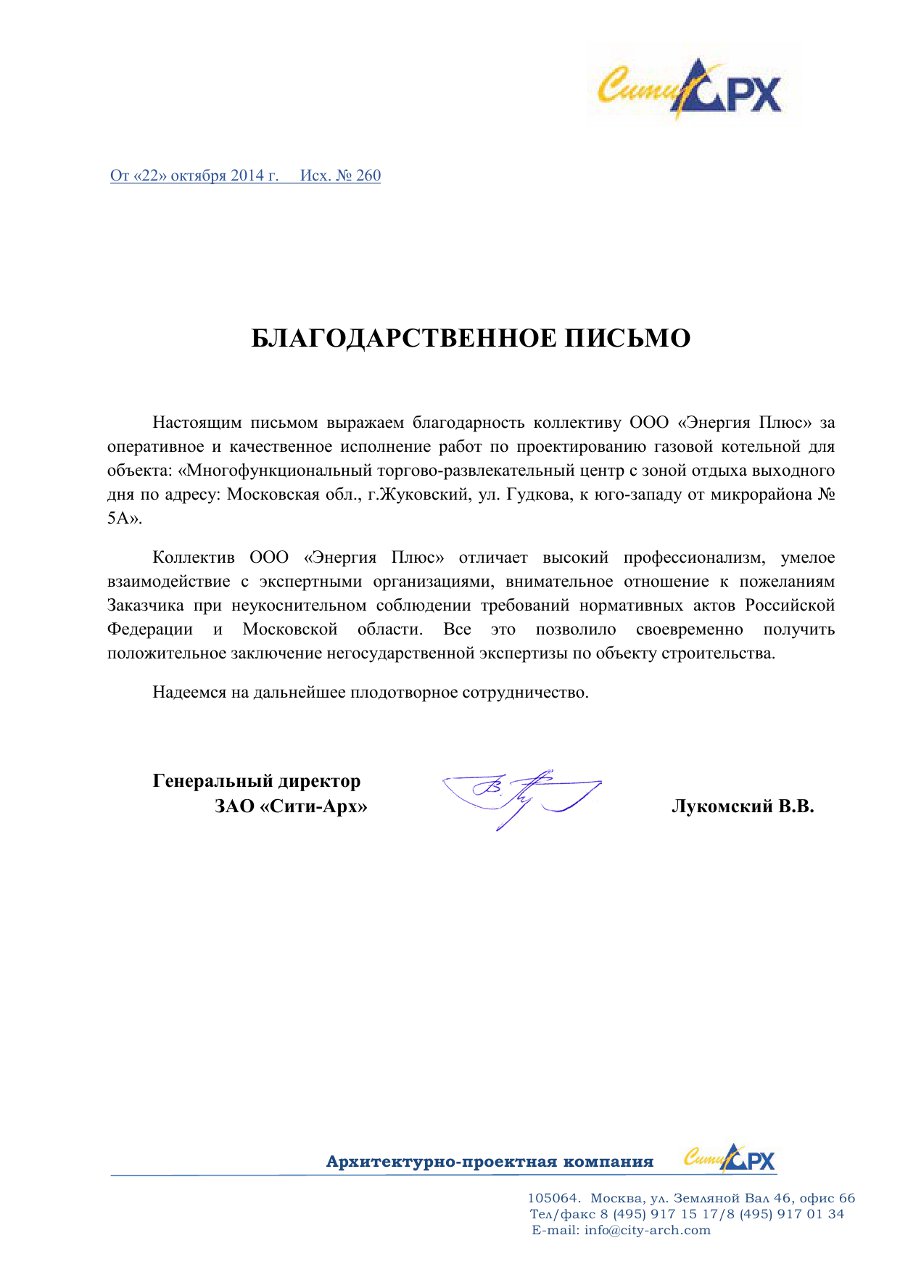 Сити АРХ
От «22» октября 2014 г. Исх. № 260
БЛАГОДАРСТВЕННОЕ ПИСЬМО
Настоящим письмом выражаем благодарность коллективу ООО «Энергия Плюс» за
оперативное и качественное исполнение работ по проектированию газовой котельной для
объекта: «Многофункциональный торгово-развлекательный центр с зоной отдыха выходного
дня по адресу: Московская обл., г.Жуковский, ул. Гудкова, к юго-западу от микрорайона №
5А».
Коллектив ООО «Энергия Плюс» отличает высокий профессионализм, умелое
взаимодействие с экспертными организациями, внимательное отношение к пожеланиям
Заказчика при неукоснительном соблюдении требований нормативных актов Российской
Федерации и Московской области. Все это позволило своевременно получить
положительное заключение негосударственной экспертизы по объекту строительства.
Надеемся на дальнейшее плодотворное сотрудничество.
Генеральный директор
ЗАО «Сити-Арх» Лукомский В.В.
Архитектурно-проектная компания Сити АРХ
105064. Москва, ул. Земляной Вал 46, офис 66
Тел/факс 8 (495) 917 15 17/8 (495) 917 01 34
E-mail: info@city-arch.com